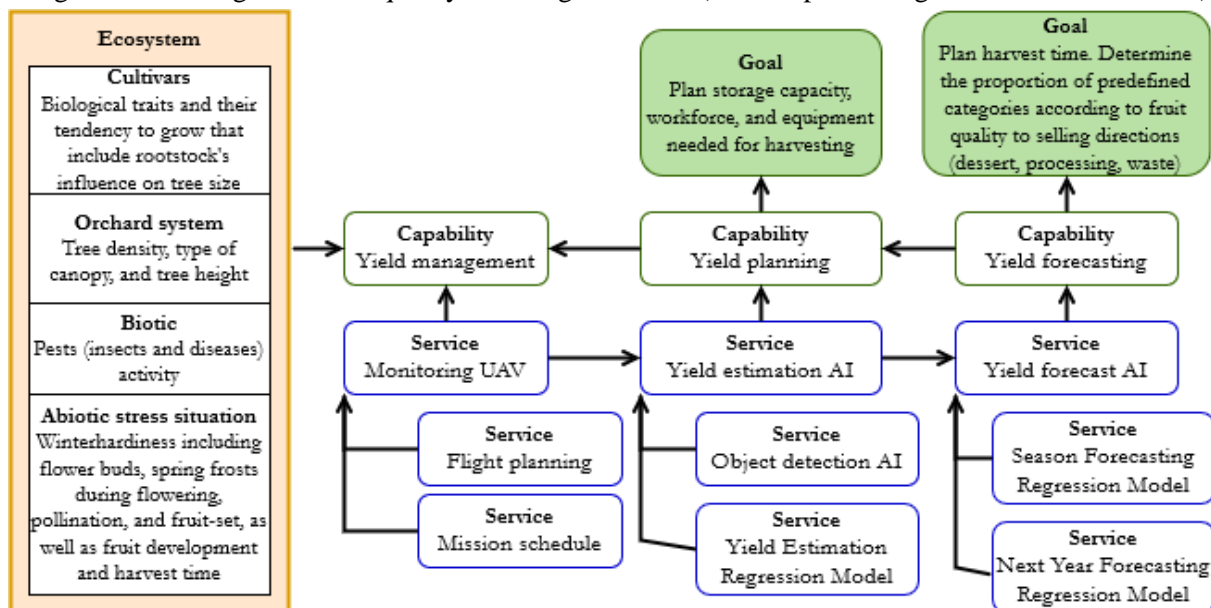 Ecosystem
Cultivars
Biological traits and their
tendency to grow that
include rootstock's
influence on tree size
Orchard system
Tree density, type of
canopy, and tree height
Biotic
Pests (insects and diseases)
activity
Abiotic stress situation
Winterhardiness including
flower buds, spring frosts
during flowering,
pollination, and fruit-set, as
well as fruit development
and harvest time
Goal
Plan storage capacity,
workforce, and equipment
needed for harvesting
Goal
Plan harvest time. Determine
the proportion of predefined
categories according to fruit
quality to selling directions
(dessert, processing, waste)
Capability
Yield management
Capability
Yield planning
Capability
Yield forecasting
Service
Monitoring UAV
Service
Yield estimation AI
Service
Yield forecast AI
Service
Flight planning
Service
Mission schedule
Service
Object detection AI
Service
Yield Estimation
Regression Model
Service
Season Forecasting
Regression Model
Service
Next Year Forecasting
Regression Model